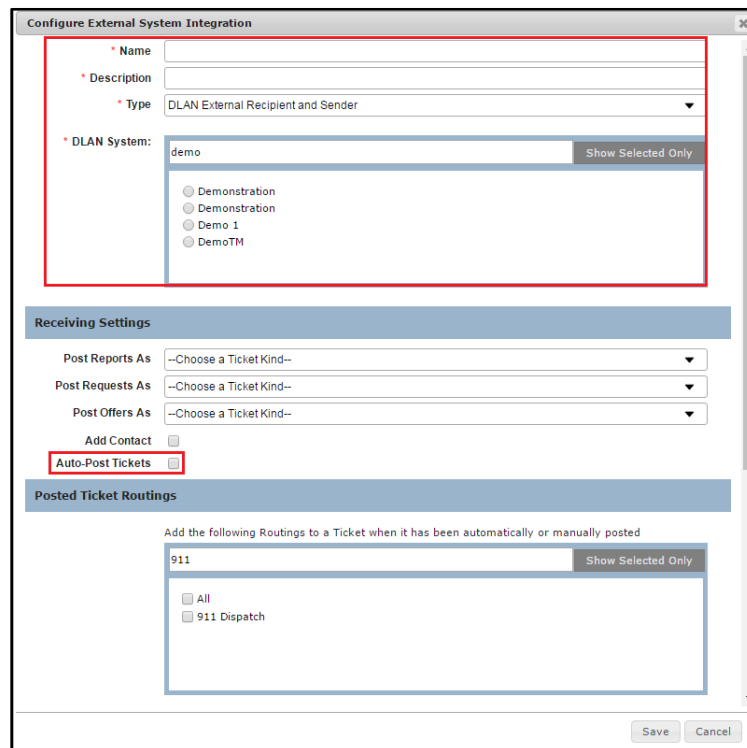 Configure External System Integration
* Name
* Description
* Type DLAN External Recipient and Sender
* DLAN System:
demo Show Selected Only
Demonstration
Demonstration
Demo 1
DemoTM
Receiving Settings
Post Reports As --Choose a Ticket Kind--
Post Requests As --Choose a Ticket Kind--
Post Offers As --Choose a Ticket Kind--
Add Contact
Auto-Post Tickets
Posted Ticket Routings
Add the following Routings to a Ticket when it has been automatically or manually posted
911 Show Selected Only
All
911 Dispatch
Save Cancel